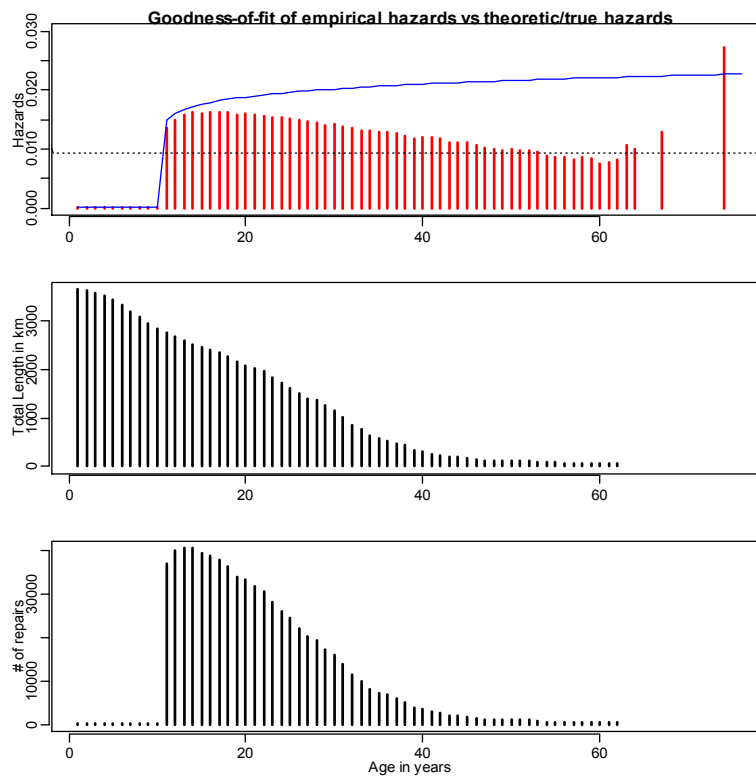 Goodness-of-fit of empirical hazards vs theoretic/true hazards
Hazards
0.030
0.020
0.010
0.000
0 20 40 60
Total Length in km
3000
2000
1000
0
0 20 40 60
# of repairs
30000
10000
0
0 20 40 60
Age in years